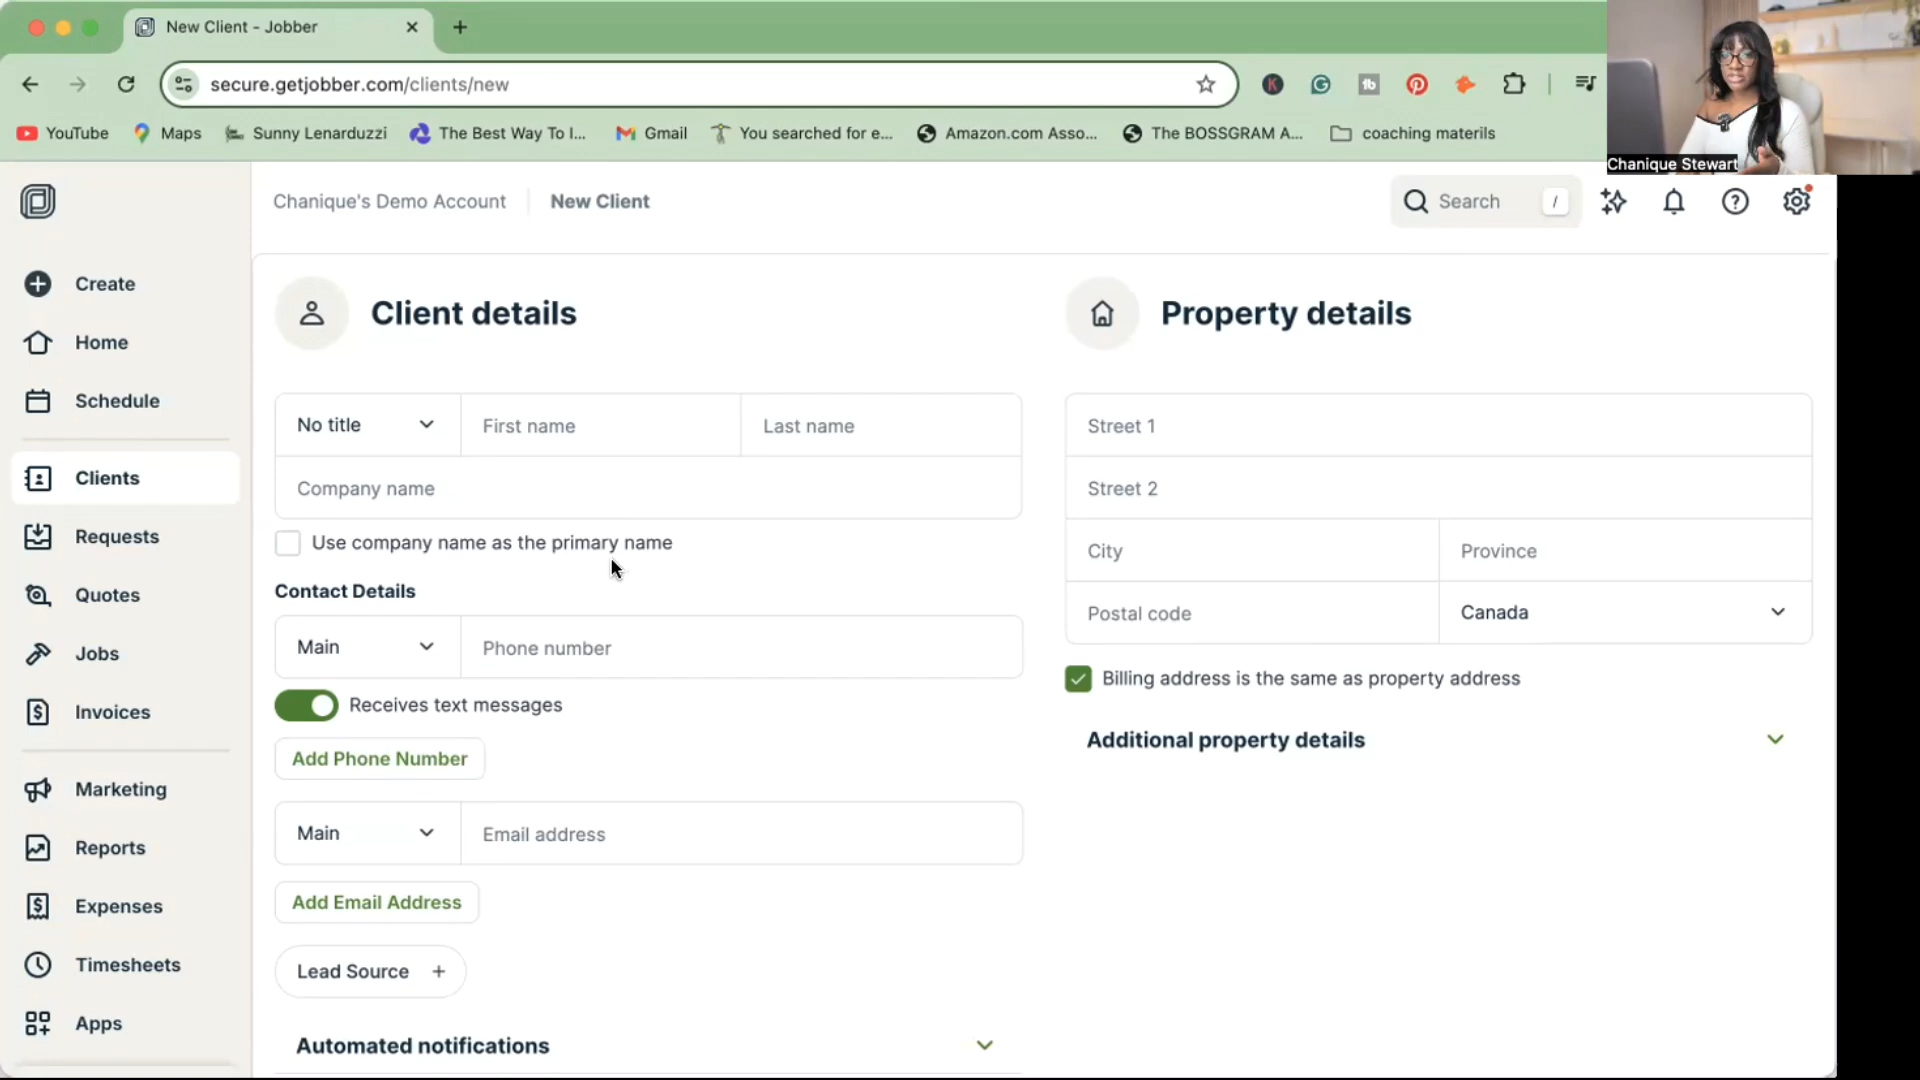 New Client - Jobber
secure.getjobber.com/clients/new
YouTube
Maps
Sunny Lenarduzzi
The Best Way To I...
Gmail
You searched for e...
Amazon.com Asso...
The BOSSGRAM A...
coaching materils
Chanique Stewart
Chanique's Demo Account
New Client
Search
/
Create
Home
Schedule
Clients
Requests
Quotes
Jobs
Invoices
Marketing
Reports
Expenses
Timesheets
Apps
Client details
No title
First name
Last name
Company name
Use company name as the primary name
Contact Details
Main
Phone number
Receives text messages
Add Phone Number
Main
Email address
Add Email Address
Lead Source +
Automated notifications
Property details
Street 1
Street 2
City
Province
Postal code
Canada
Billing address is the same as property address
Additional property details